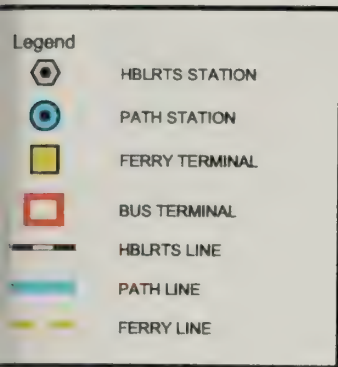 Legend
HBLRTS STATION
PATH STATION
FERRY TERMINAL
BUS TERMINAL
HBLRTS LINE
PATH LINE
FERRY LINE